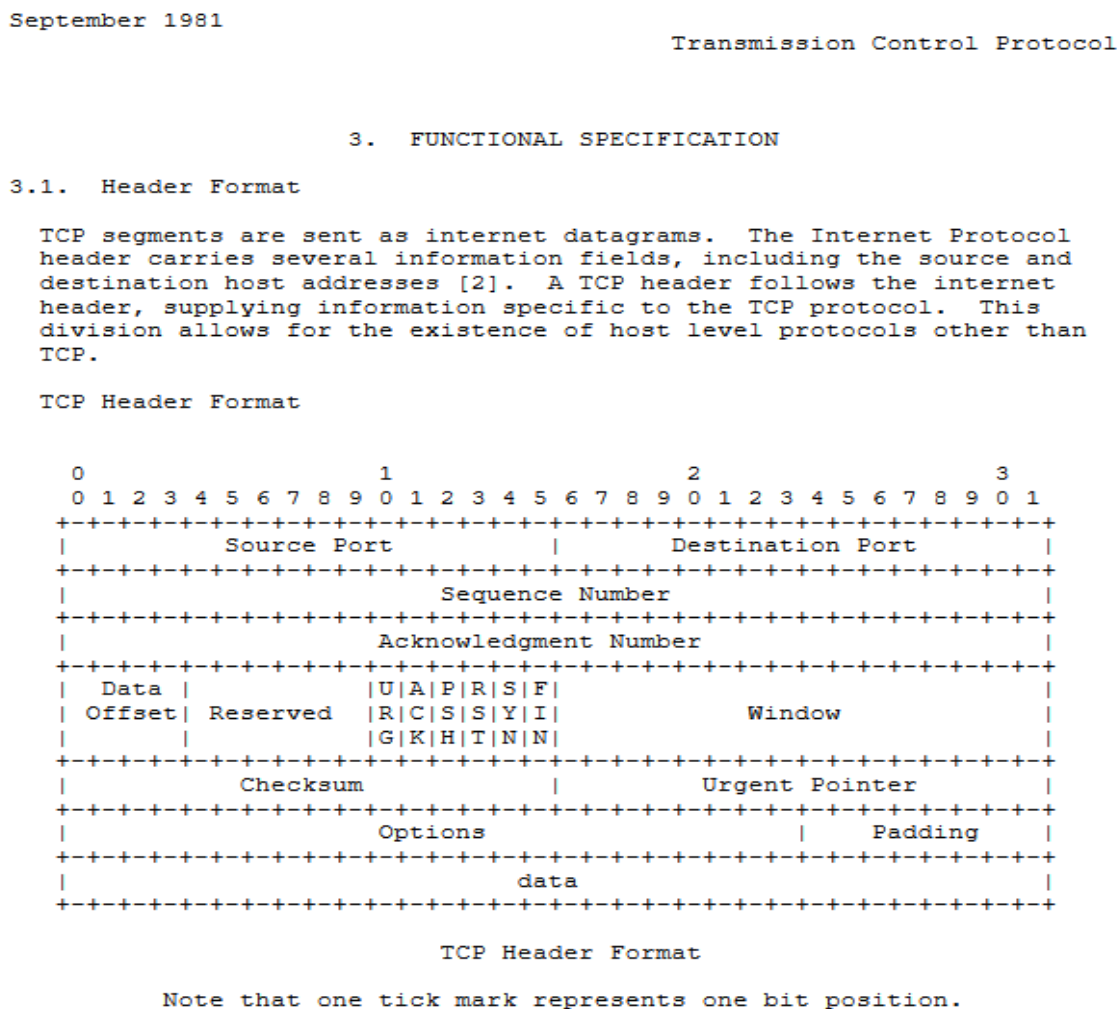 September 1981
Transmission Control Protocol
3.  FUNCTIONAL SPECIFICATION
3.1.  Header Format
TCP segments are sent as internet datagrams.  The Internet Protocol
header carries several information fields, including the source and
destination host addresses [2].  A TCP header follows the internet
header, supplying information specific to the TCP protocol.  This
division allows for the existence of host level protocols other than
TCP.
TCP Header Format
 0                   1                   2                   3
 0 1 2 3 4 5 6 7 8 9 0 1 2 3 4 5 6 7 8 9 0 1 2 3 4 5 6 7 8 9 0 1
+-+-+-+-+-+-+-+-+-+-+-+-+-+-+-+-+-+-+-+-+-+-+-+-+-+-+-+-+-+-+-+-+
|          Source Port          |       Destination Port        |
+-+-+-+-+-+-+-+-+-+-+-+-+-+-+-+-+-+-+-+-+-+-+-+-+-+-+-+-+-+-+-+-+
|                        Sequence Number                        |
+-+-+-+-+-+-+-+-+-+-+-+-+-+-+-+-+-+-+-+-+-+-+-+-+-+-+-+-+-+-+-+-+
|                    Acknowledgment Number                      |
+-+-+-+-+-+-+-+-+-+-+-+-+-+-+-+-+-+-+-+-+-+-+-+-+-+-+-+-+-+-+-+-+
|  Data |           |U|A|P|R|S|F|                               |
| Offset| Reserved  |R|C|S|S|Y|I|            Window             |
|       |           |G|K|H|T|N|N|                               |
+-+-+-+-+-+-+-+-+-+-+-+-+-+-+-+-+-+-+-+-+-+-+-+-+-+-+-+-+-+-+-+-+
|           Checksum            |         Urgent Pointer        |
+-+-+-+-+-+-+-+-+-+-+-+-+-+-+-+-+-+-+-+-+-+-+-+-+-+-+-+-+-+-+-+-+
|                    Options                    |    Padding    |
+-+-+-+-+-+-+-+-+-+-+-+-+-+-+-+-+-+-+-+-+-+-+-+-+-+-+-+-+-+-+-+-+
|                             data                              |
+-+-+-+-+-+-+-+-+-+-+-+-+-+-+-+-+-+-+-+-+-+-+-+-+-+-+-+-+-+-+-+-+
TCP Header Format
Note that one tick mark represents one bit position.